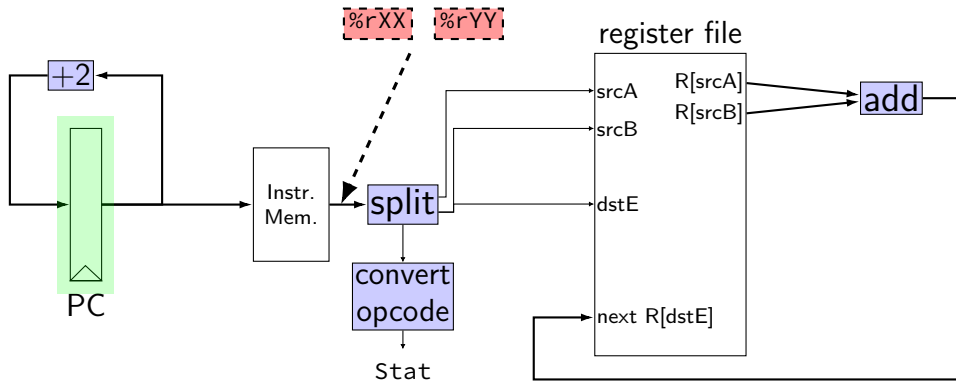 %rXX %rYY
register file
+2
srcA
R[srcA]
srcB
R[srcB]
add
Instr.
Mem.
split
dstE
PC
convert
opcode
next R[dstE]
Stat